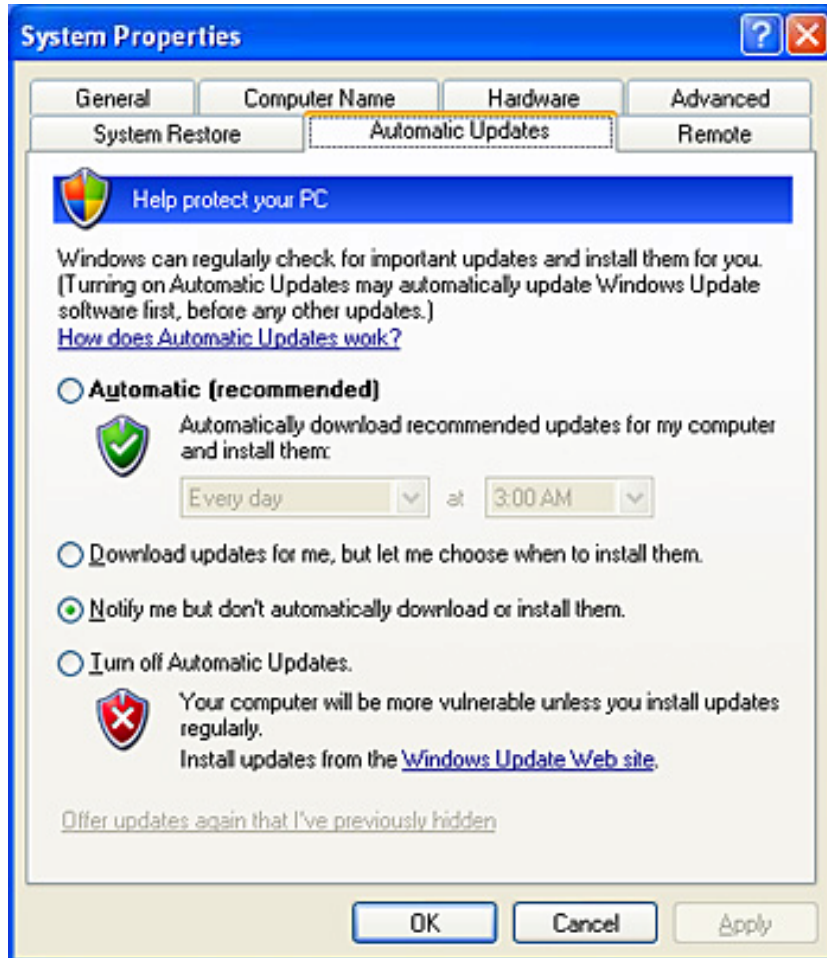 System Properties
General Computer Name Hardware Advanced
System Restore Automatic Updates Remote
Help protect your PC
Windows can regularly check for important updates and install them for you.
(Turning on Automatic Updates may automatically update Windows Update
software first, before any other updates.)
How does Automatic Updates work?
Automatic (recommended)
Automatically download recommended updates for my computer
and install them:
Every day at 3:00 AM
Download updates for me, but let me choose when to install them.
Notify me but don't automatically download or install them.
Turn off Automatic Updates.
Your computer will be more vulnerable unless you install updates
regularly.
Install updates from the Windows Update Web site.
Offer updates again that I've previously hidden
OK Cancel Apply